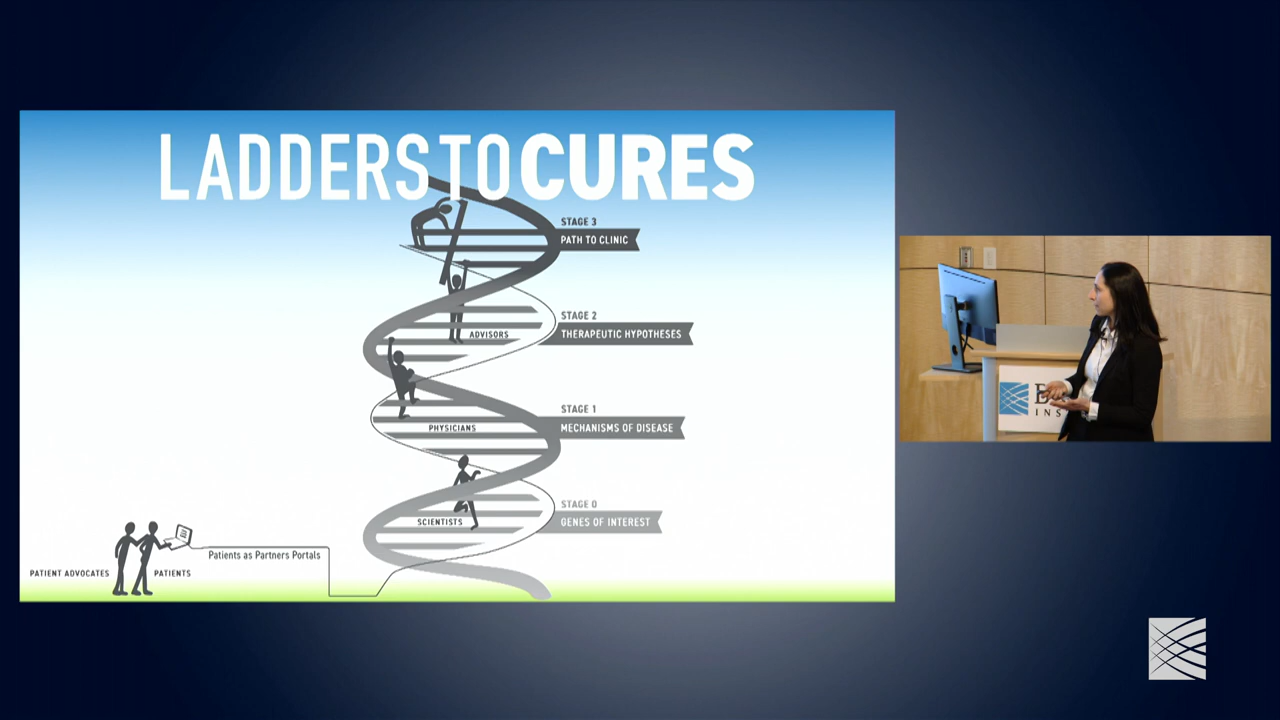 LADDERS TO CURES
STAGE 3
PATH TO CLINIC
STAGE 2
THERAPEUTIC HYPOTHESES
ADVISORS
STAGE 1
MECHANISMS OF DISEASE
PHYSICIANS
STAGE 0
GENES OF INTEREST
SCIENTISTS
Patients as Partners Portals
PATIENT ADVOCATES
PATIENTS